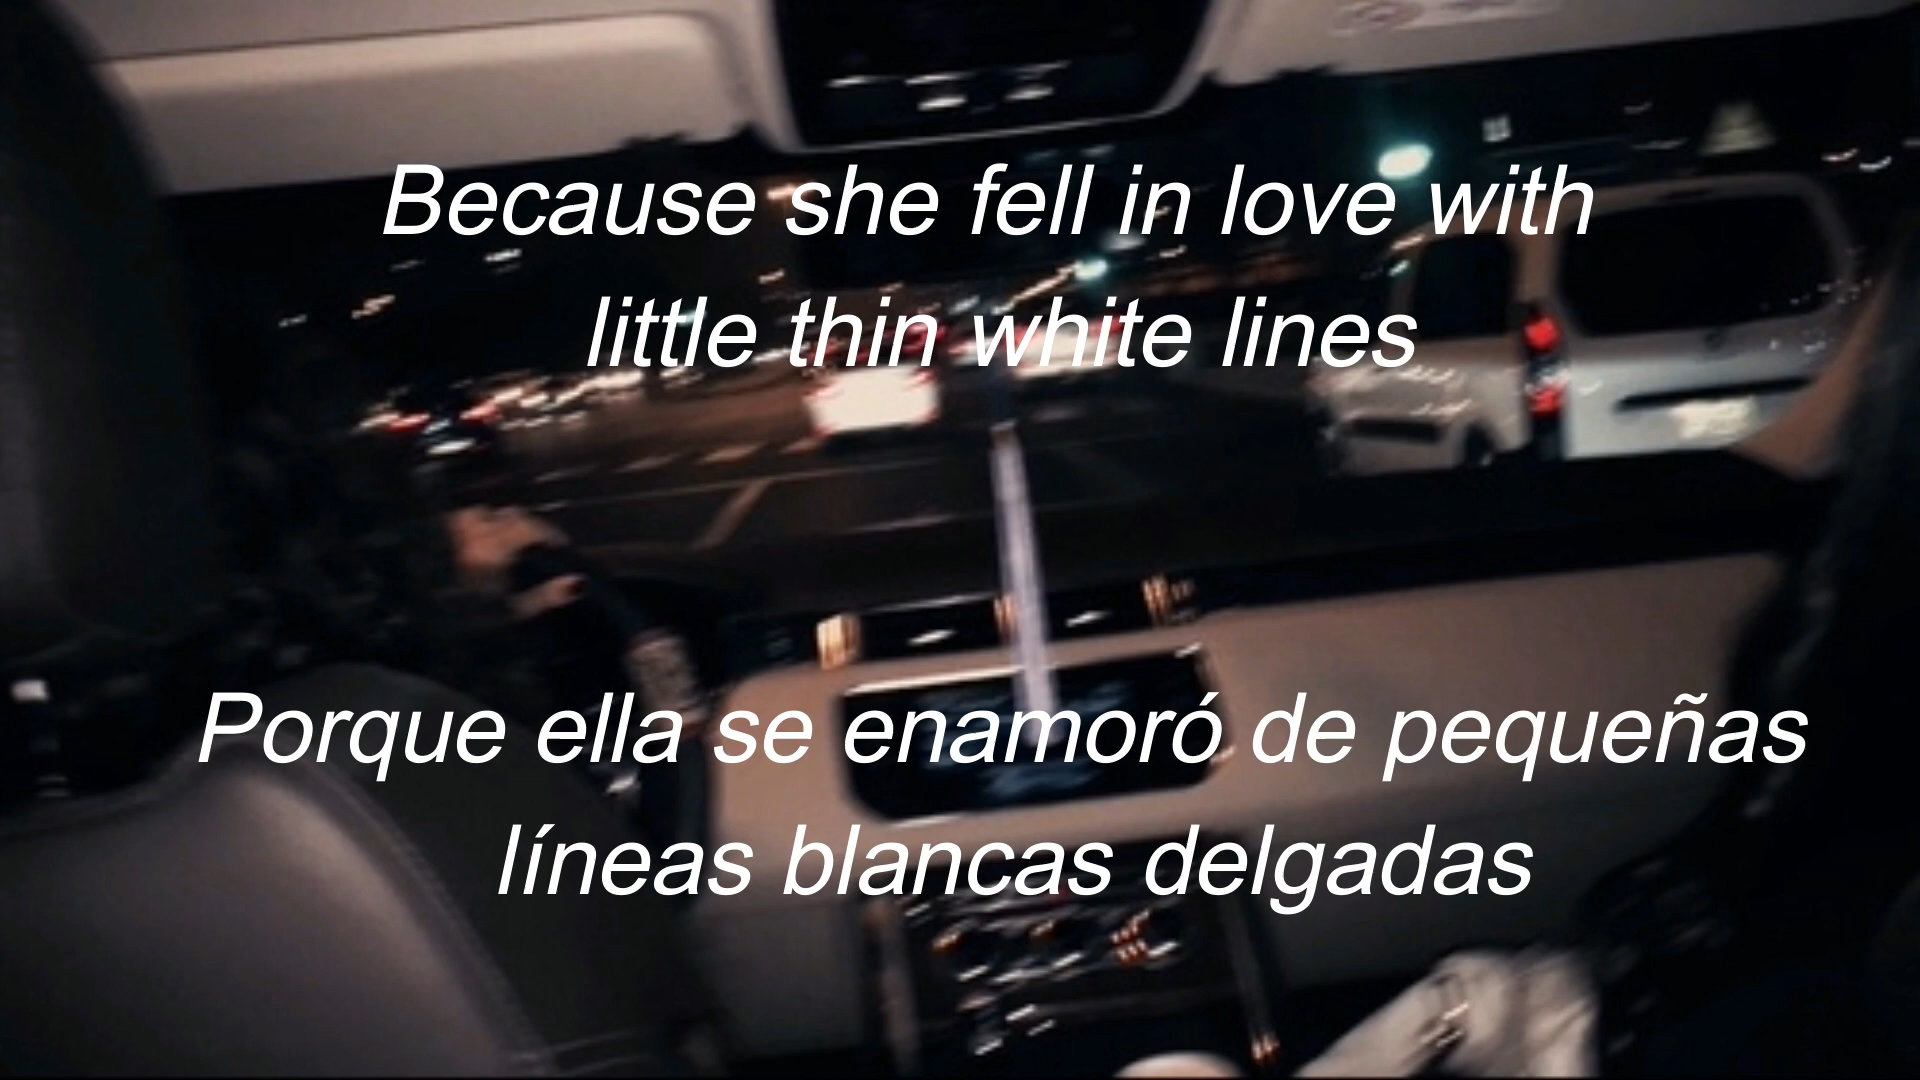 Because she fell in love with
little thin white lines
Porque ella se enamoró de pequeñas
líneas blancas delgadas